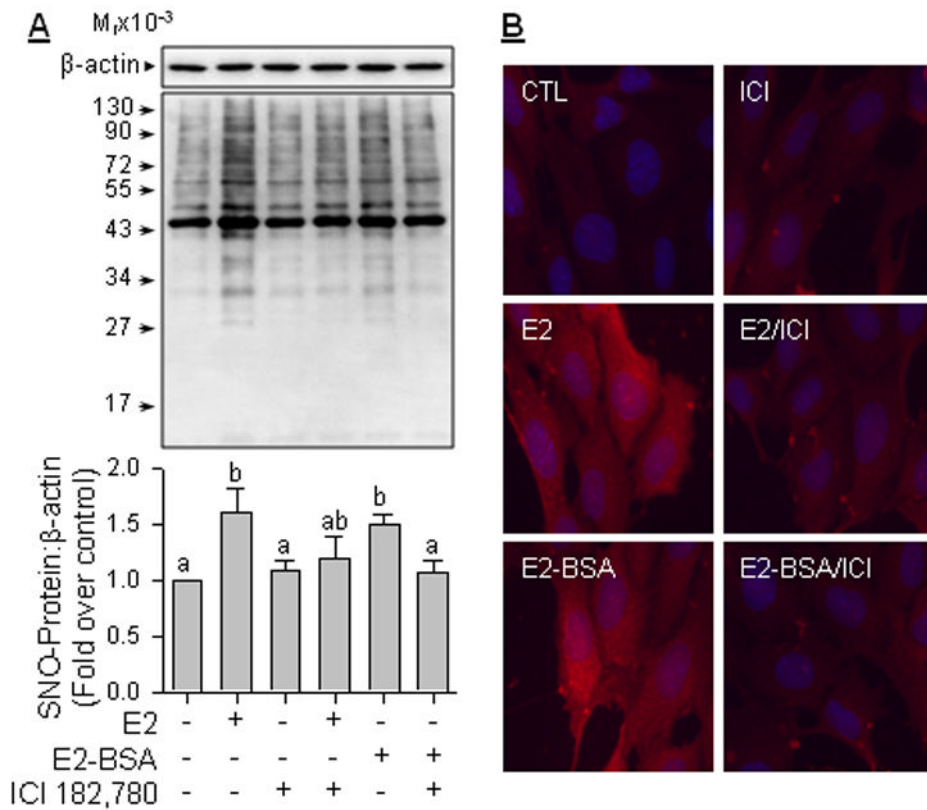 A
Mrx10-3
β-actin
130
90
72
55
43
34
27
17
SNO-Protein:β-actin
(Fold over control)
2.0
1.5
1.0
0.5
0.0
a b a ab b a
E2 - + - + - -
E2-BSA - - - - + +
ICI 182,780 - - + + - +
B
CTL
ICI
E2
E2/ICI
E2-BSA
E2-BSA/ICI